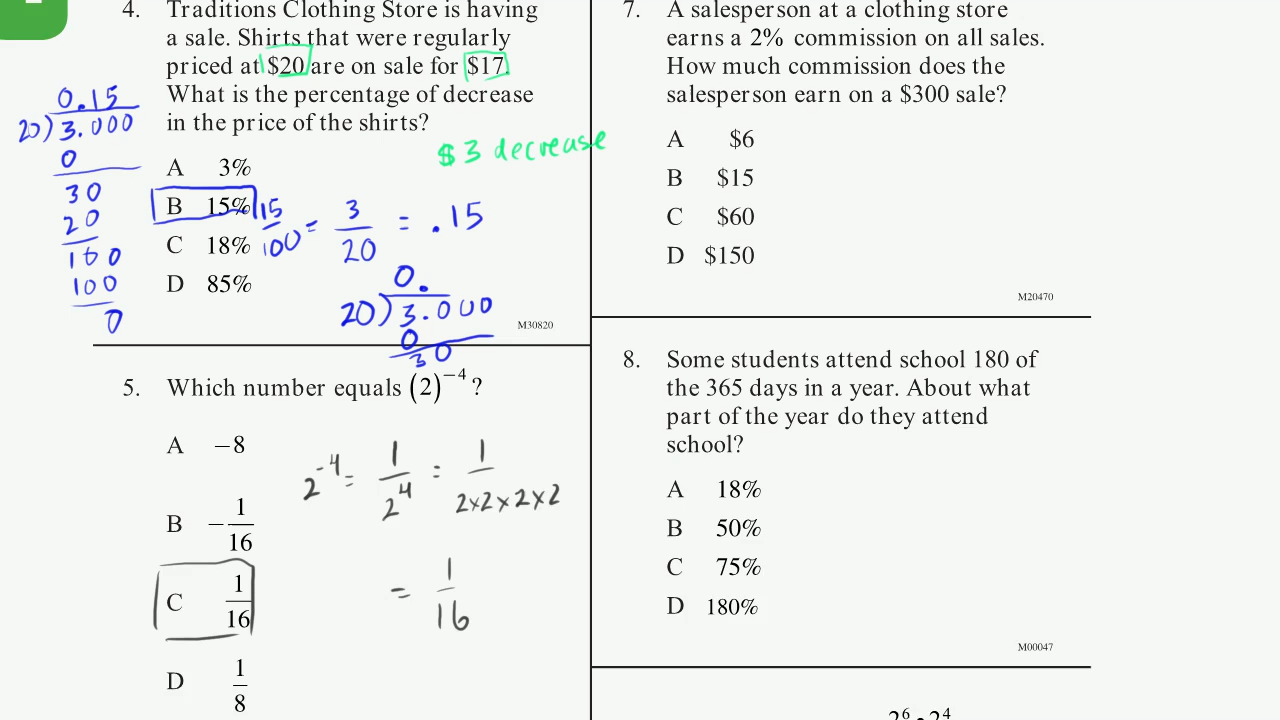 4. Traditions Clothing Store is having
a sale. Shirts that were regularly
priced at $20 are on sale for $17.
What is the percentage of decrease
in the price of the shirts?
$3 decrease
A 3%
B 15%
C 18%
D 85%
15/100 = 3/20 = .15
0.15
20)3.000
0
30
20
100
100
0
0.
20)3.000
0
30
M30820
5. Which number equals (2)⁻⁴?
A −8
B −1/16
C 1/16
D 1/8
2⁻⁴ = 1/2⁴ = 1/2×2×2×2
= 1/16
7. A salesperson at a clothing store
earns a 2% commission on all sales.
How much commission does the
salesperson earn on a $300 sale?
A $6
B $15
C $60
D $150
M20470
8. Some students attend school 180 of
the 365 days in a year. About what
part of the year do they attend
school?
A 18%
B 50%
C 75%
D 180%
M00047
2⁶ • 2⁴